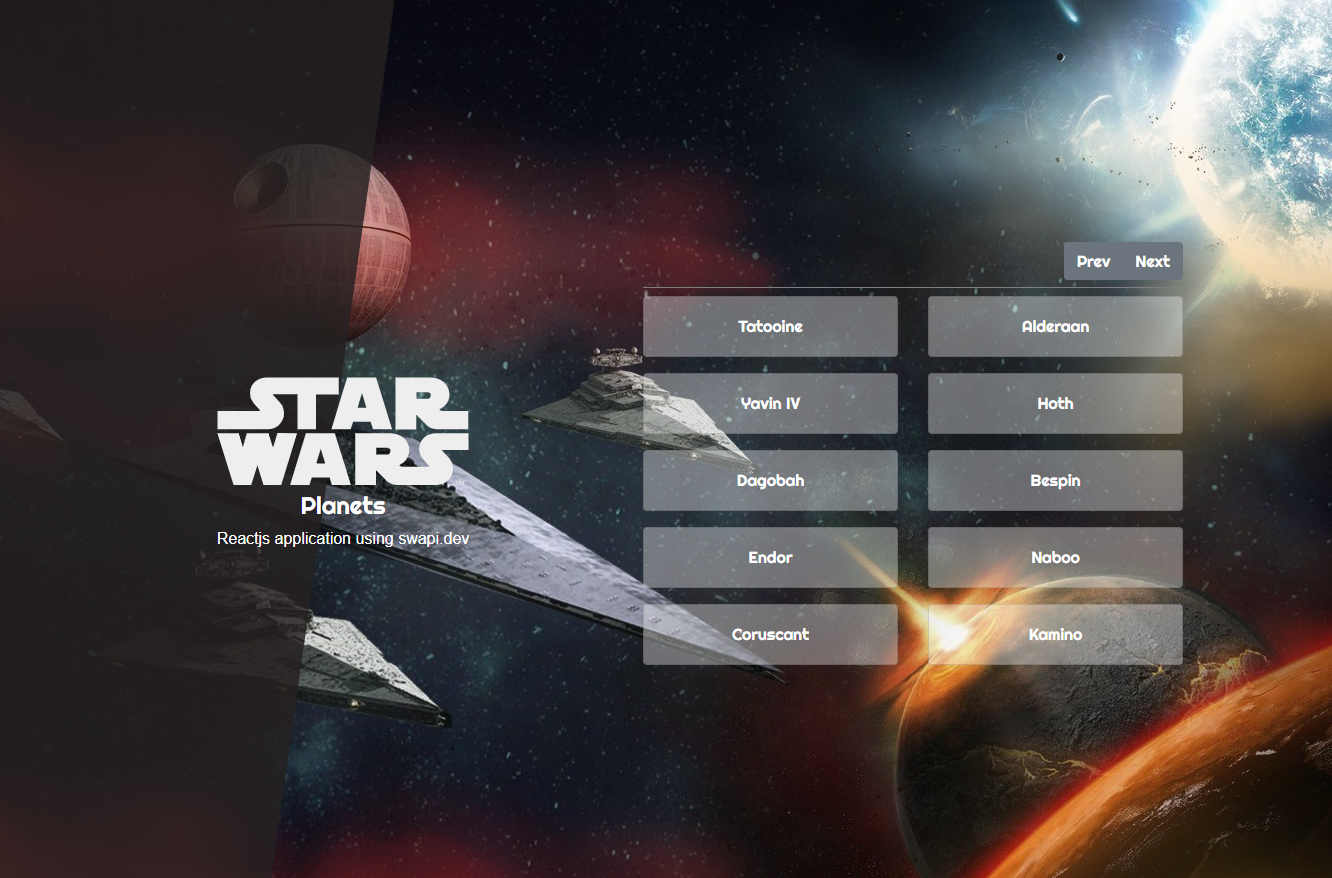 STAR
WARS
Planets
Reactjs application using swapi.dev
Prev Next
Tatooine Alderaan
Yavin IV Hoth
Dagobah Bespin
Endor Naboo
Coruscant Kamino